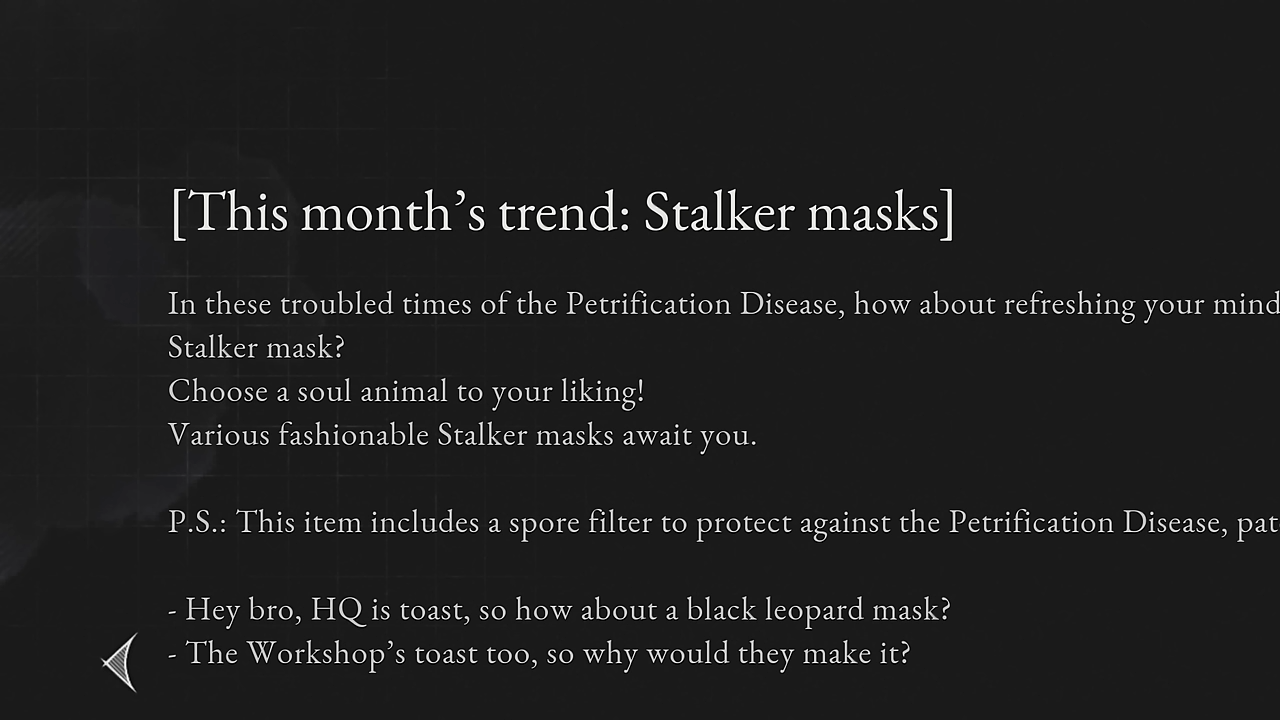 [This month’s trend: Stalker masks]
In these troubled times of the Petrification Disease, how about refreshing your mind
Stalker mask?
Choose a soul animal to your liking!
Various fashionable Stalker masks await you.
P.S.: This item includes a spore filter to protect against the Petrification Disease,
- Hey bro, HQ is toast, so how about a black leopard mask?
- The Workshop’s toast too, so why would they make it?